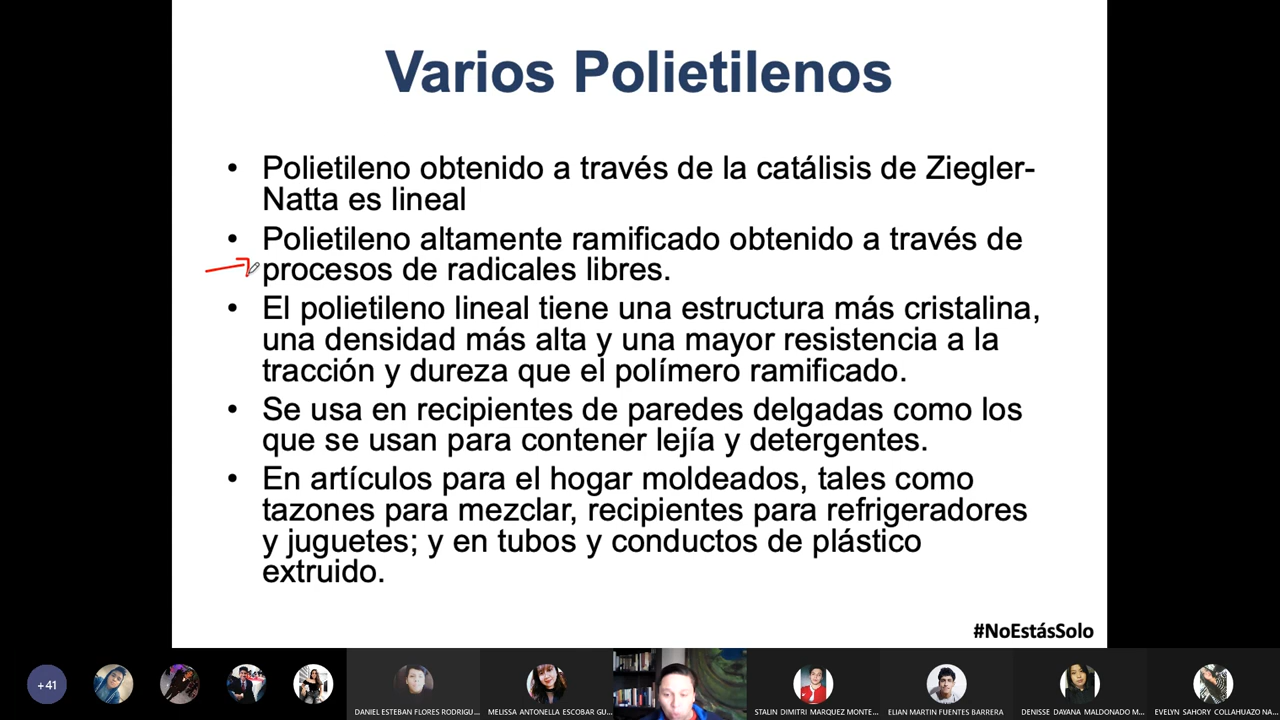 Varios Polietilenos
• Polietileno obtenido a través de la catálisis de Ziegler-
Natta es lineal
• Polietileno altamente ramificado obtenido a través de
procesos de radicales libres.
• El polietileno lineal tiene una estructura más cristalina,
una densidad más alta y una mayor resistencia a la
tracción y dureza que el polímero ramificado.
• Se usa en recipientes de paredes delgadas como los
que se usan para contener lejía y detergentes.
• En artículos para el hogar moldeados, tales como
tazones para mezclar, recipientes para refrigeradores
y juguetes; y en tubos y conductos de plástico
extruido.
#NoEstásSolo
+41
DANIEL ESTEBAN FLORES RODRIGU...
MELISSA ANTONELLA ESCOBAR GU...
STALIN DIMITRI MARQUEZ MONTE...
ELIAN MARTIN FUENTES BARRERA
DENISSE DAYANA MALDONADO M...
EVELYN SAHORY COLLAHUAZO NA...